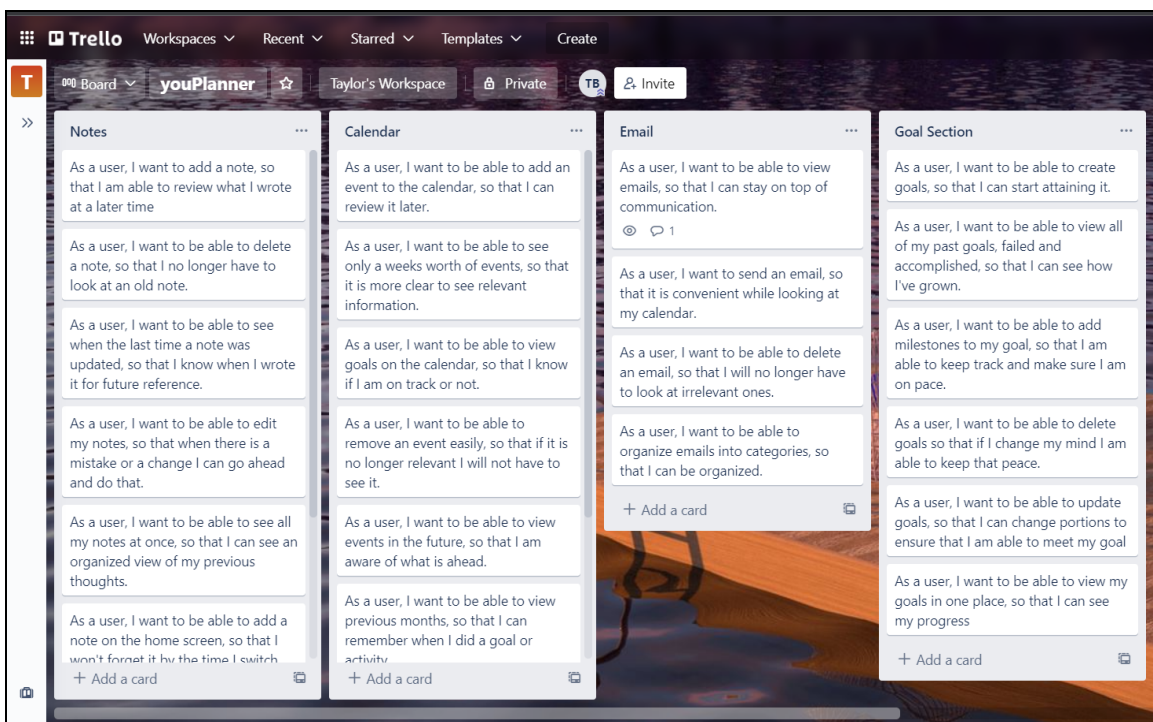 Trello
Workspaces
Recent
Starred
Templates
Create
T
Board
youPlanner
Taylor's Workspace
Private
TB
Invite
Notes
As a user, I want to add a note, so
that I am able to review what I wrote
at a later time
As a user, I want to be able to delete
a note, so that I no longer have to
look at an old note.
As a user, I want to be able to see
when the last time a note was
updated, so that I know when I wrote
it for future reference.
As a user, I want to be able to edit
my notes, so that when there is a
mistake or a change I can go ahead
and do that.
As a user, I want to be able to see all
my notes at once, so that I can see an
organized view of my previous
thoughts.
As a user, I want to be able to add a
note on the home screen, so that I
won't forget it by the time I switch
+ Add a card
Calendar
As a user, I want to be able to add an
event to the calendar, so that I can
review it later.
As a user, I want to be able to see
only a weeks worth of events, so that
it is more clear to see relevant
information.
As a user, I want to be able to view
goals on the calendar, so that I know
if I am on track or not.
As a user, I want to be able to
remove an event easily, so that if it is
no longer relevant I will not have to
see it.
As a user, I want to be able to view
events in the future, so that I am
aware of what is ahead.
As a user, I want to be able to view
previous months, so that I can
remember when I did a goal or
activity
+ Add a card
Email
As a user, I want to be able to view
emails, so that I can stay on top of
communication.
1
As a user, I want to send an email, so
that it is convenient while looking at
my calendar.
As a user, I want to be able to delete
an email, so that I will no longer have
to look at irrelevant ones.
As a user, I want to be able to
organize emails into categories, so
that I can be organized.
+ Add a card
Goal Section
As a user, I want to be able to create
goals, so that I can start attaining it.
As a user, I want to be able to view all
of my past goals, failed and
accomplished, so that I can see how
I've grown.
As a user, I want to be able to add
milestones to my goal, so that I am
able to keep track and make sure I am
on pace.
As a user, I want to be able to delete
goals so that if I change my mind I am
able to keep that peace.
As a user, I want to be able to update
goals, so that I can change portions to
ensure that I am able to meet my goal
As a user, I want to be able to view my
goals in one place, so that I can see
my progress
+ Add a card